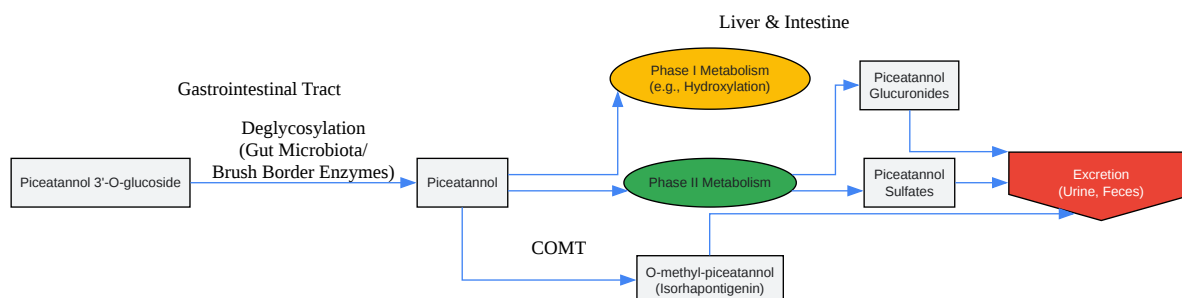 Liver & Intestine
Phase I Metabolism
(e.g., Hydroxylation)
Piceatannol
Glucuronides
Gastrointestinal Tract
Deglycosylation
(Gut Microbiota/
Brush Border Enzymes)
Piceatannol 3'-O-glucoside
Piceatannol
Phase II Metabolism
Piceatannol
Sulfates
Excretion
(Urine, Feces)
COMT
O-methyl-piceatannol
(Isorhapontigenin)